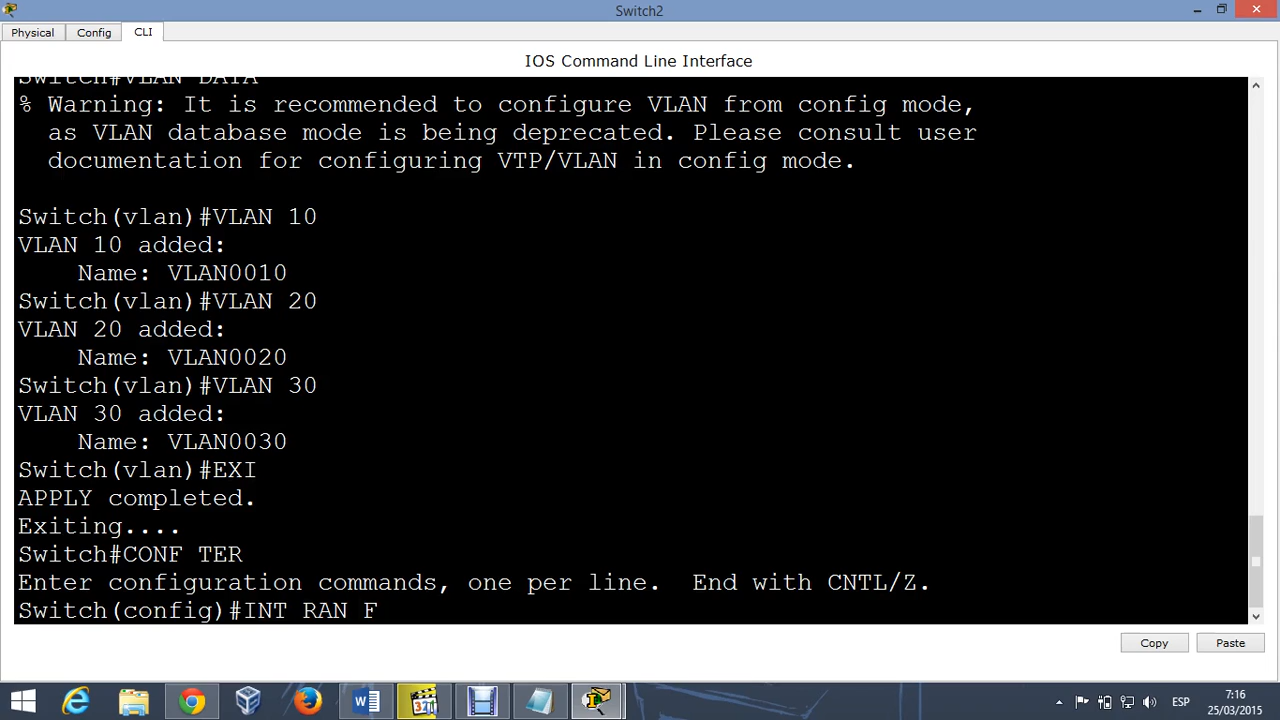 Switch2
Physical Config CLI
IOS Command Line Interface
Switch#VLAN DATA
% Warning: It is recommended to configure VLAN from config mode,
as VLAN database mode is being deprecated. Please consult user
documentation for configuring VTP/VLAN in config mode.
Switch(vlan)#VLAN 10
VLAN 10 added:
Name: VLAN0010
Switch(vlan)#VLAN 20
VLAN 20 added:
Name: VLAN0020
Switch(vlan)#VLAN 30
VLAN 30 added:
Name: VLAN0030
Switch(vlan)#EXI
APPLY completed.
Exiting....
Switch#CONF TER
Enter configuration commands, one per line.  End with CNTL/Z.
Switch(config)#INT RAN F
Copy Paste
321
ESP
7:16
25/03/2015